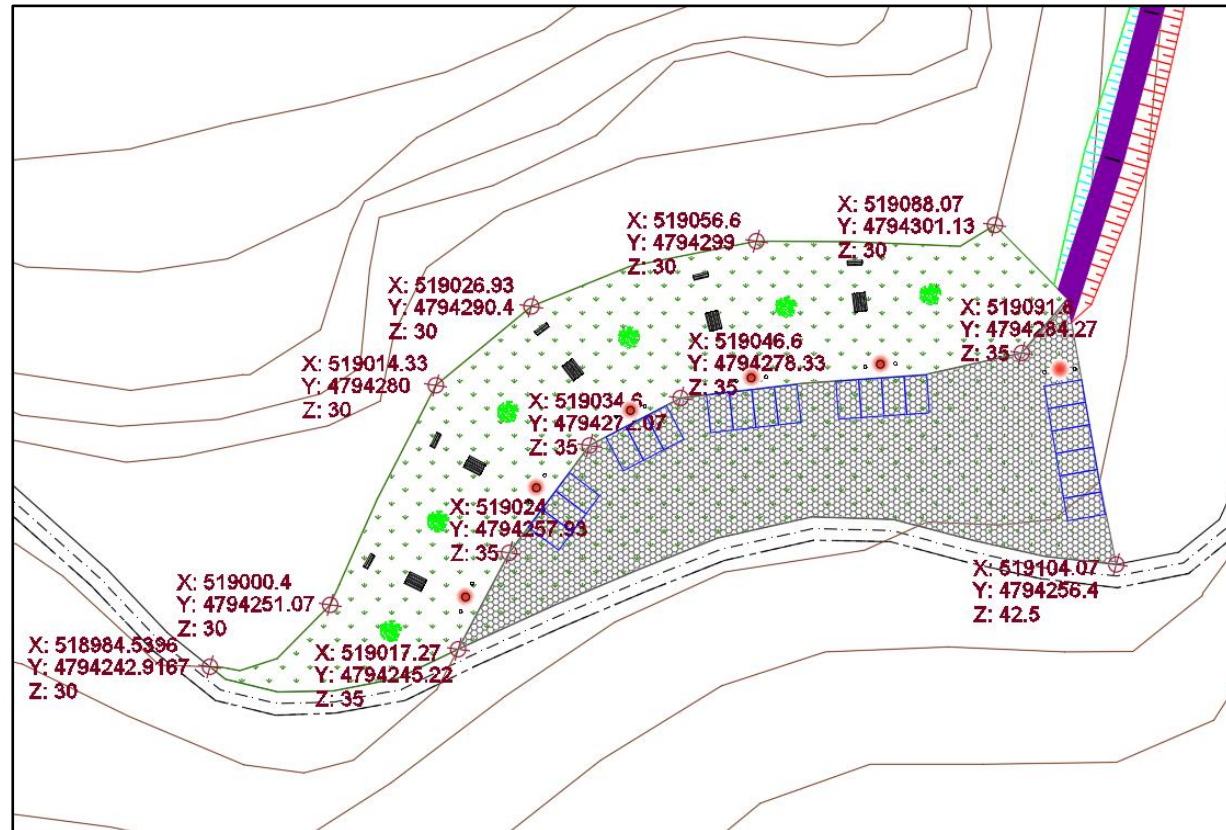 X: 519088.07
Y: 4794301.13
Z: 30
X: 519056.6
Y: 4794299
Z: 30
X: 519026.93
Y: 4794290.4
Z: 30
X: 519091.6
Y: 4794284.27
Z: 35
X: 519046.6
Y: 4794278.33
Z: 35
X: 519014.33
Y: 4794280
Z: 30
X: 519034.6
Y: 4794272.07
Z: 35
X: 519024
Y: 4794257.93
Z: 35
X: 519104.07
Y: 4794256.4
Z: 42.5
X: 519000.4
Y: 4794251.07
Z: 30
X: 518984.5396
Y: 4794242.9167
Z: 30
X: 519017.27
Y: 4794245.22
Z: 35